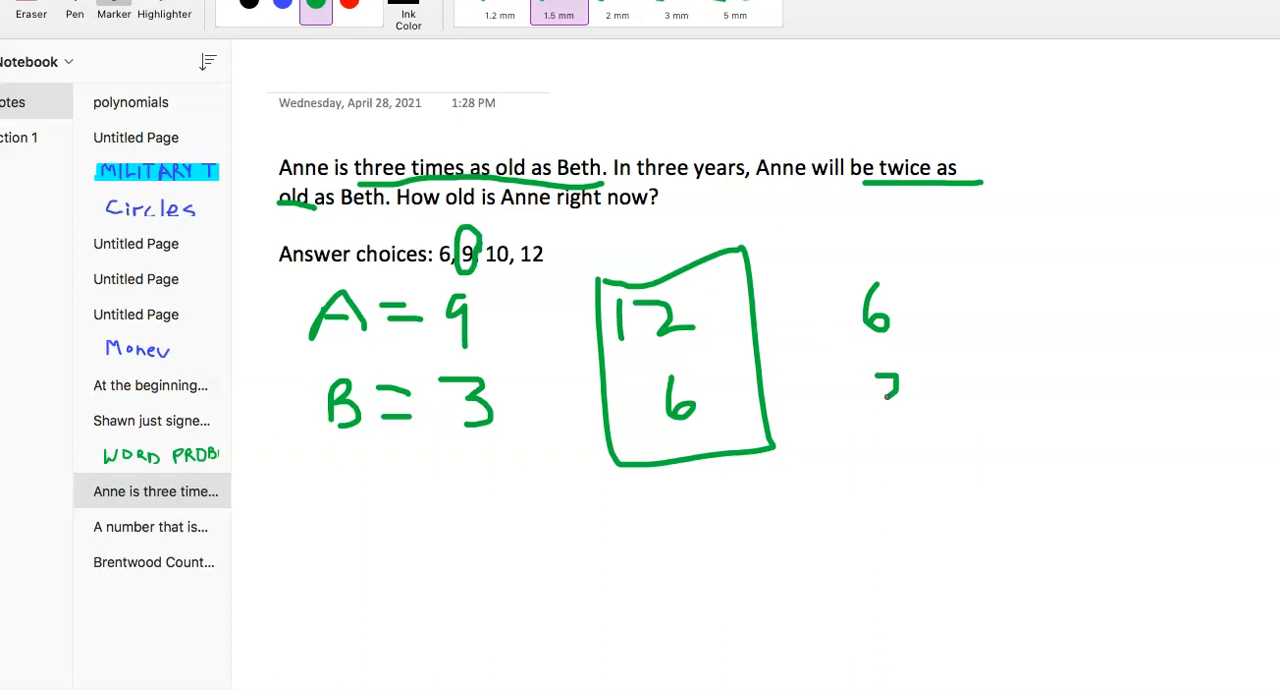 Eraser Pen Marker Highlighter
Ink Color
1.2 mm 1.5 mm 2 mm 3 mm 5 mm
Notebook
otes
ction 1
polynomials
Untitled Page
MILITARY T
Circles
Untitled Page
Untitled Page
Untitled Page
Money
At the beginning...
Shawn just signe...
WORD PROB
Anne is three time...
A number that is...
Brentwood Count...
Wednesday, April 28, 2021 1:28 PM
Anne is three times as old as Beth. In three years, Anne will be twice as
old as Beth. How old is Anne right now?
Answer choices: 6, 9, 10, 12
A = 9 12 6
B = 3 6